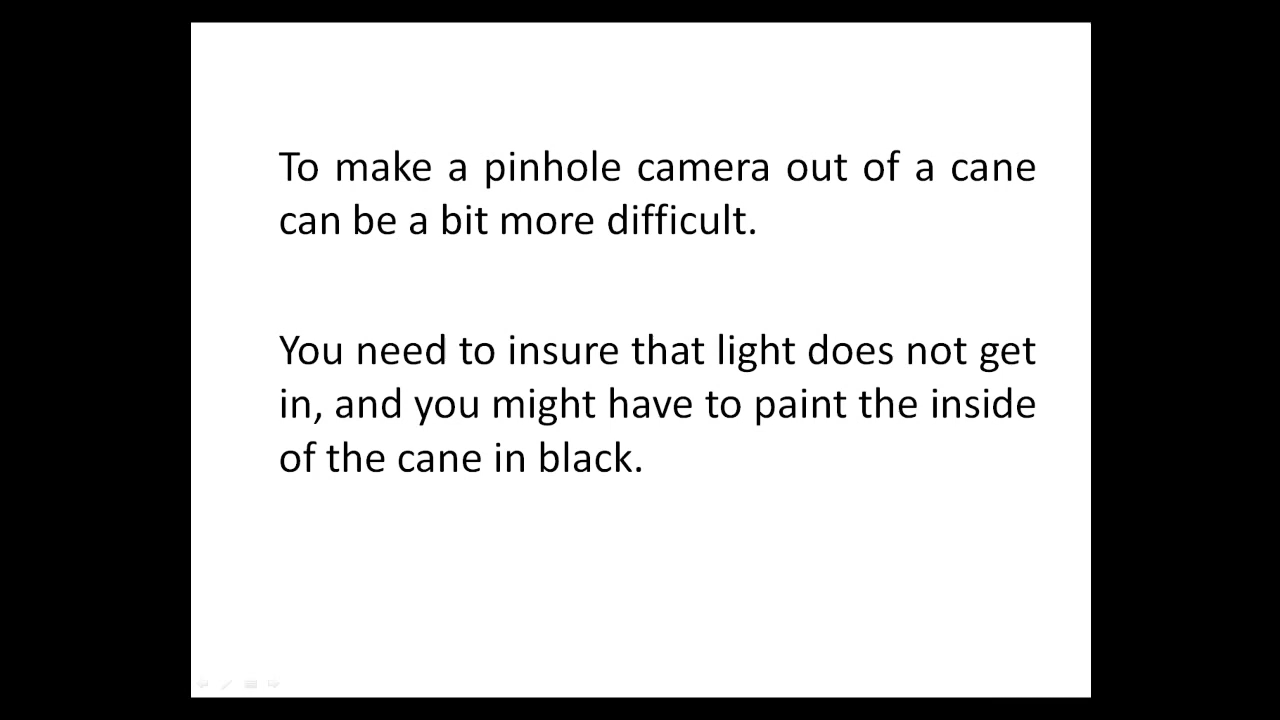 To make a pinhole camera out of a cane
can be a bit more difficult.
You need to insure that light does not get
in, and you might have to paint the inside
of the cane in black.